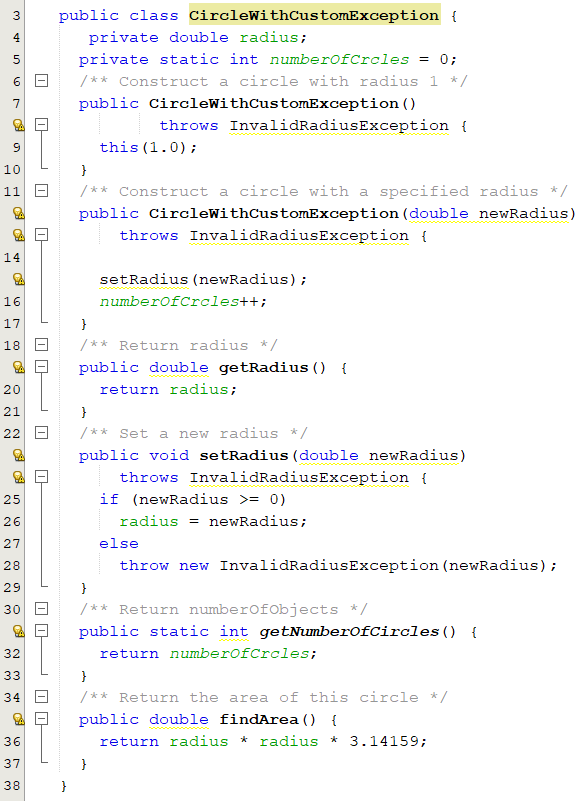 3 public class CircleWithCustomException {
4 private double radius;
5 private static int numberOfCrcles = 0;
6 /** Construct a circle with radius 1 */
7 public CircleWithCustomException()
throws InvalidRadiusException {
9 this(1.0);
10 }
11 /** Construct a circle with a specified radius */
public CircleWithCustomException(double newRadius)
throws InvalidRadiusException {
14
setRadius(newRadius);
16 numberOfCrcles++;
17 }
18 /** Return radius */
public double getRadius() {
20 return radius;
21 }
22 /** Set a new radius */
public void setRadius(double newRadius)
throws InvalidRadiusException {
25 if (newRadius >= 0)
26 radius = newRadius;
27 else
28 throw new InvalidRadiusException(newRadius);
29 }
30 /** Return numberOfObjects */
public static int getNumberOfCircles() {
32 return numberOfCrcles;
33 }
34 /** Return the area of this circle */
public double findArea() {
36 return radius * radius * 3.14159;
37 }
38 }